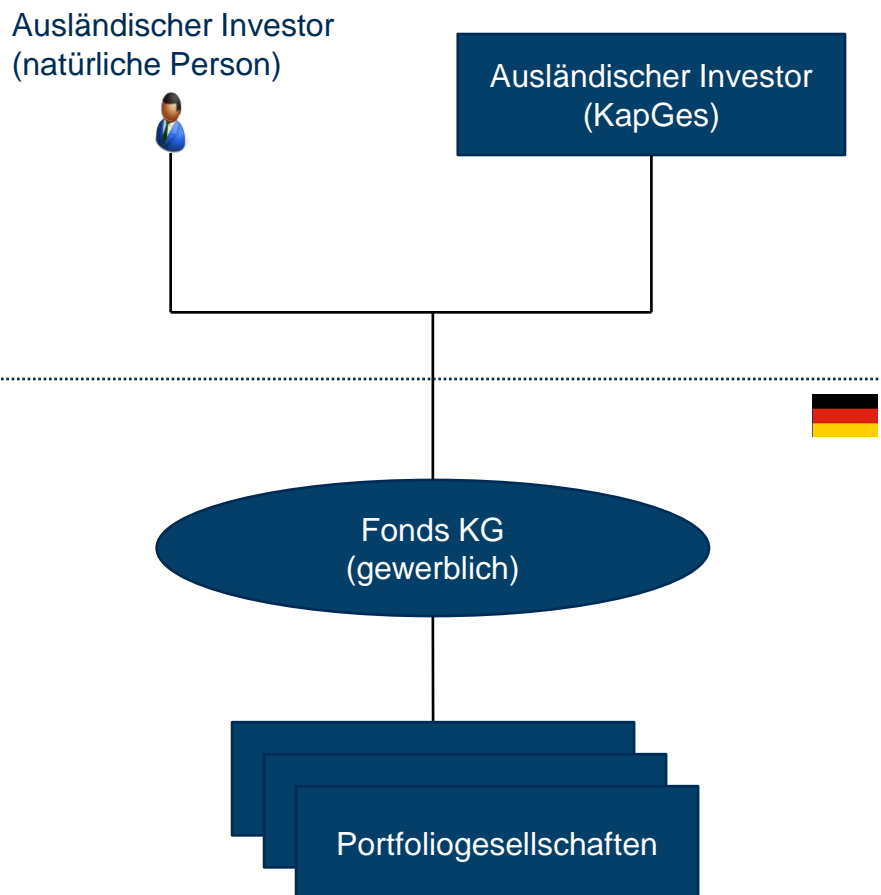 Ausländischer Investor
(natürliche Person)
Ausländischer Investor
(KapGes)
Fonds KG
(gewerblich)
Portfoliogesellschaften